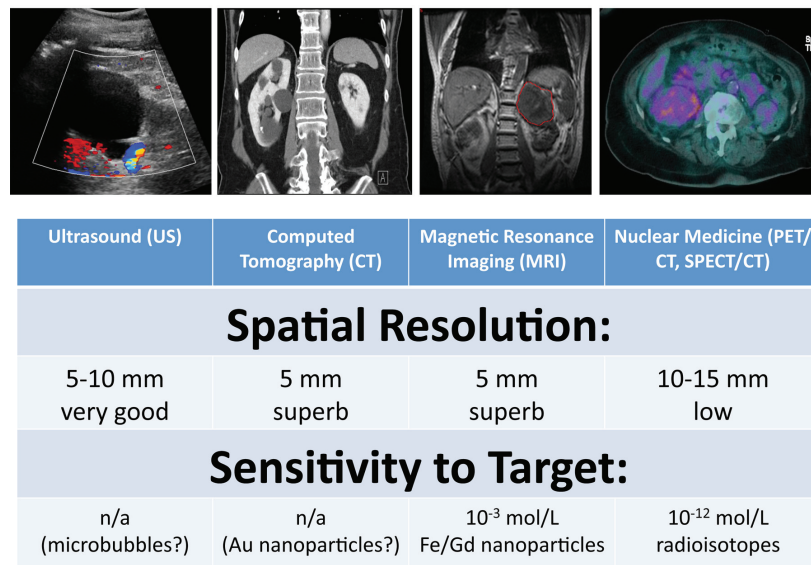 Ultrasound (US)
Computed
Tomography (CT)
Magnetic Resonance
Imaging (MRI)
Nuclear Medicine (PET/
CT, SPECT/CT)
Spatial Resolution:
5-10 mm
very good
5 mm
superb
5 mm
superb
10-15 mm
low
Sensitivity to Target:
n/a
(microbubbles?)
n/a
(Au nanoparticles?)
10⁻³ mol/L
Fe/Gd nanoparticles
10⁻¹² mol/L
radioisotopes
A